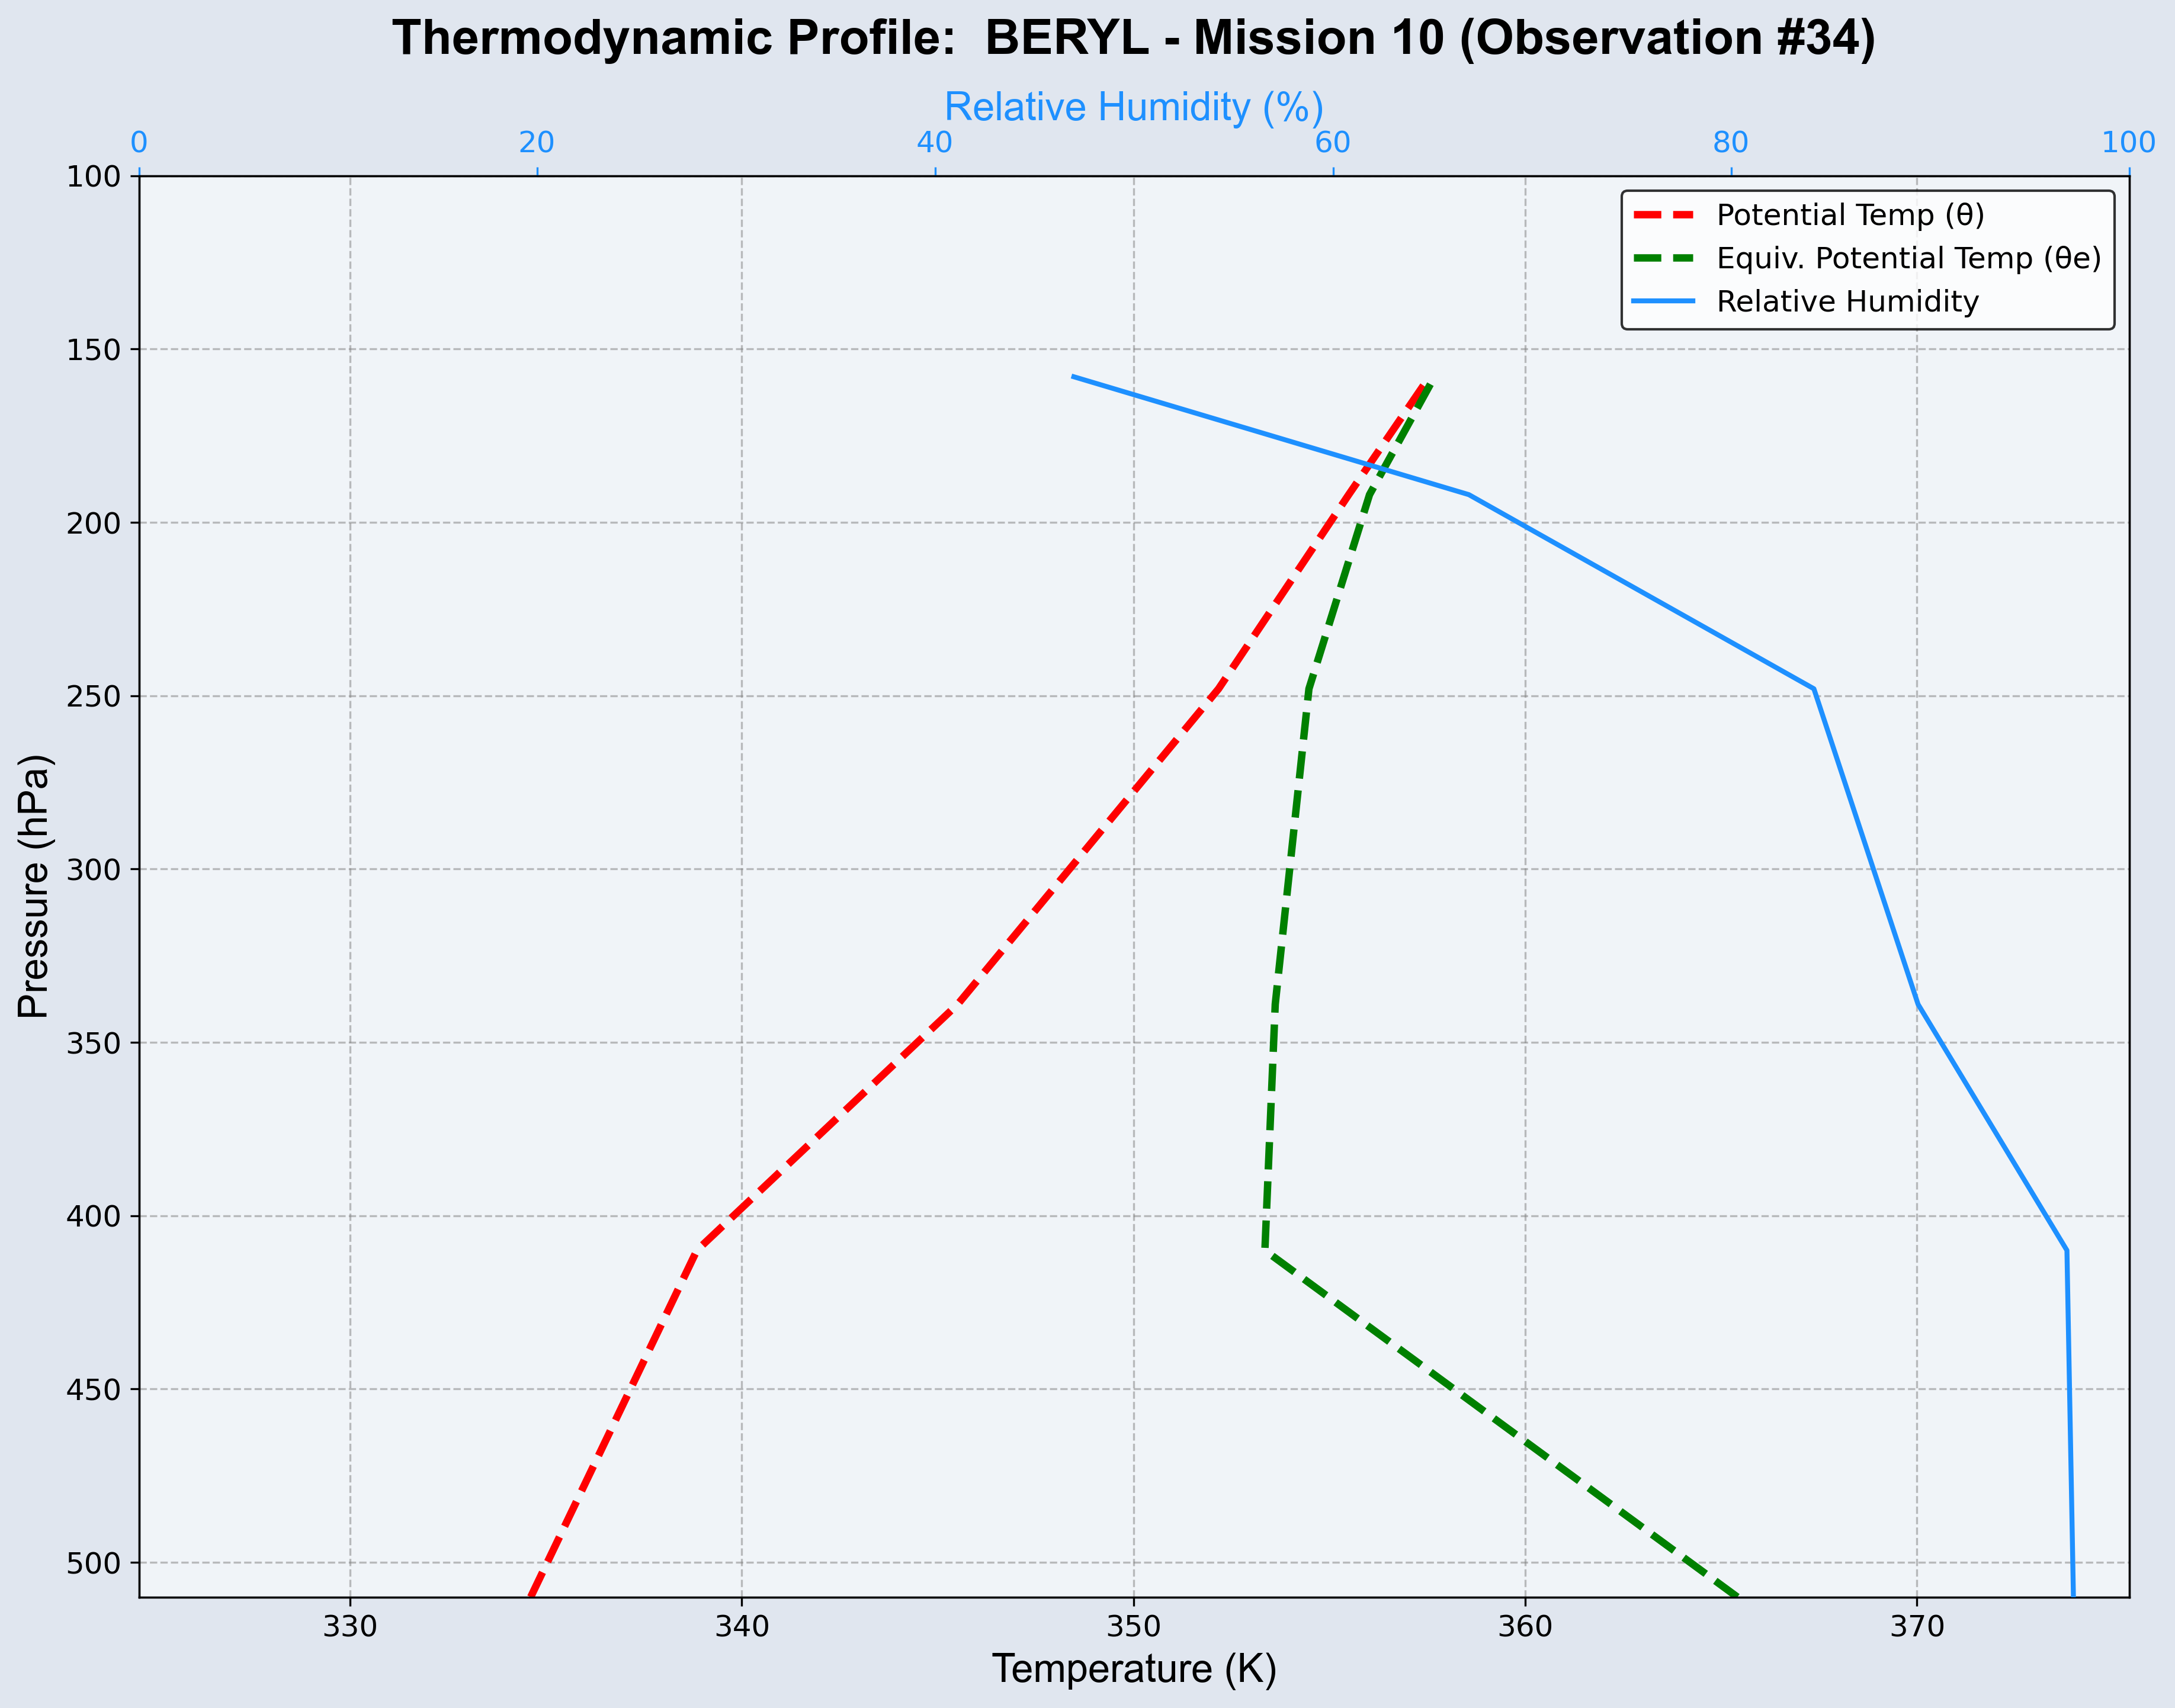 Thermodynamic Profile:  BERYL - Mission 10 (Observation #34)
Relative Humidity (%)
0 20 40 60 80 100
Potential Temp (θ)
Equiv. Potential Temp (θe)
Relative Humidity
100
150
200
250
300
350
400
450
500
Pressure (hPa)
330 340 350 360 370
Temperature (K)